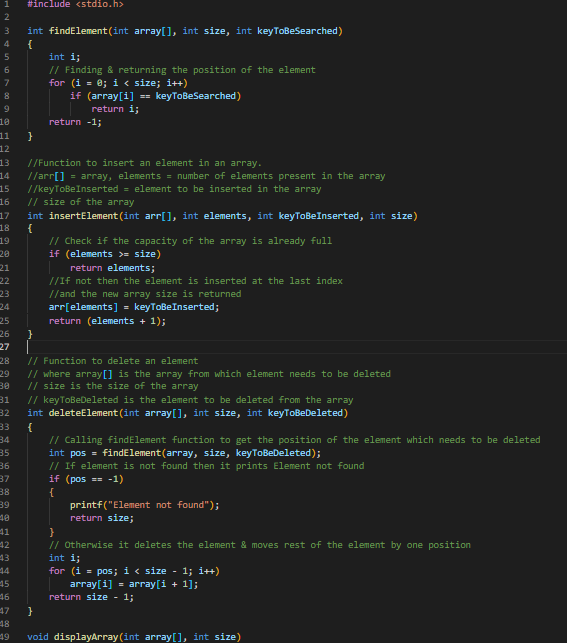 1 #include <stdio.h>
2
3 int findElement(int array[], int size, int keyToBeSearched)
4 {
5     int i;
6     // Finding & returning the position of the element
7     for (i = 0; i < size; i++)
8         if (array[i] == keyToBeSearched)
9             return i;
10     return -1;
11 }
12
13 //Function to insert an element in an array.
14 //arr[] = array, elements = number of elements present in the array
15 //keyToBeInserted = element to be inserted in the array
16 // size of the array
17 int insertElement(int arr[], int elements, int keyToBeInserted, int size)
18 {
19     // Check if the capacity of the array is already full
20     if (elements >= size)
21         return elements;
22     //If not then the element is inserted at the last index
23     //and the new array size is returned
24     arr[elements] = keyToBeInserted;
25     return (elements + 1);
26 }
27
28 // Function to delete an element
29 // where array[] is the array from which element needs to be deleted
30 // size is the size of the array
31 // keyToBeDeleted is the element to be deleted from the array
32 int deleteElement(int array[], int size, int keyToBeDeleted)
33 {
34     // Calling findElement function to get the position of the element which needs to be deleted
35     int pos = findElement(array, size, keyToBeDeleted);
36     // If element is not found then it prints Element not found
37     if (pos == -1)
38     {
39         printf("Element not found");
40         return size;
41     }
42     // Otherwise it deletes the element & moves rest of the element by one position
43     int i;
44     for (i = pos; i < size - 1; i++)
45         array[i] = array[i + 1];
46     return size - 1;
47 }
48
49 void displayArray(int array[], int size)